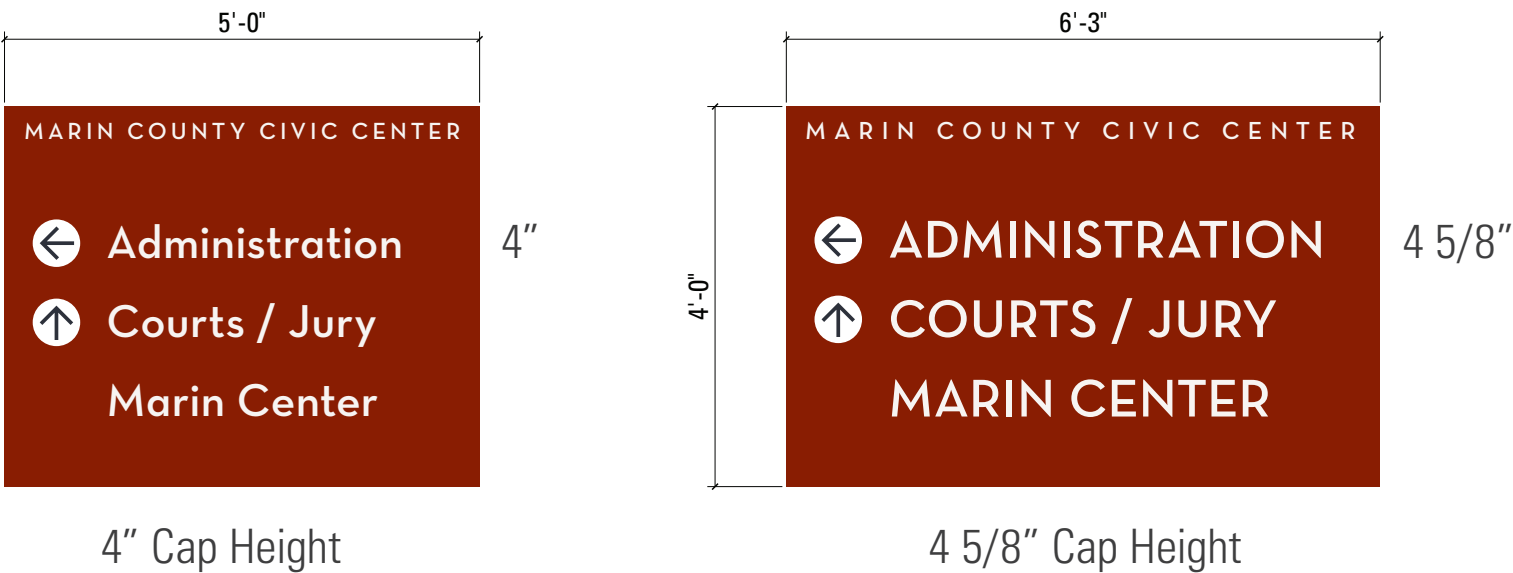 5'-0"
MARIN COUNTY CIVIC CENTER
Administration
4”
Courts / Jury
Marin Center
4” Cap Height
6'-3"
4'-0"
MARIN COUNTY CIVIC CENTER
ADMINISTRATION
4 5/8”
COURTS / JURY
MARIN CENTER
4 5/8” Cap Height